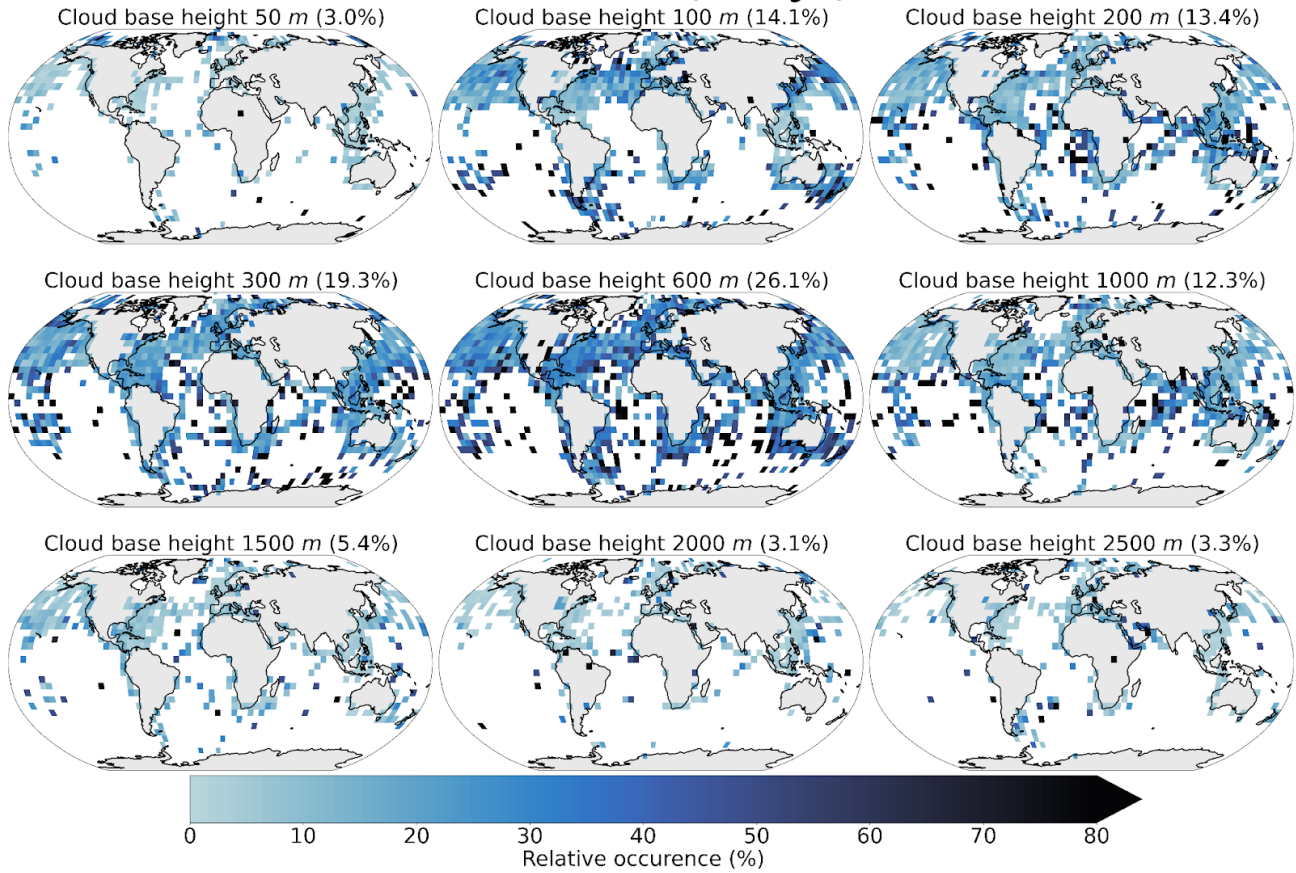 Cloud base height 50 m (3.0%)
Cloud base height 100 m (14.1%)
Cloud base height 200 m (13.4%)
Cloud base height 300 m (19.3%)
Cloud base height 600 m (26.1%)
Cloud base height 1000 m (12.3%)
Cloud base height 1500 m (5.4%)
Cloud base height 2000 m (3.1%)
Cloud base height 2500 m (3.3%)
0 10 20 30 40 50 60 70 80
Relative occurence (%)